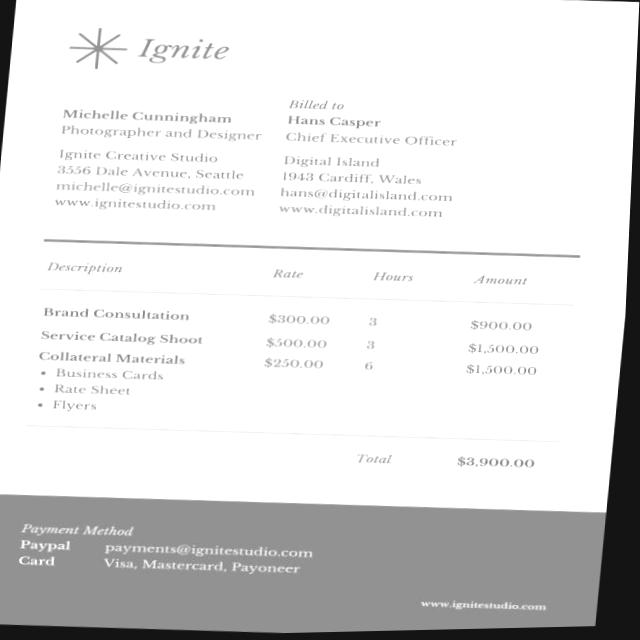 Ignite
Michelle Cunningham
Photographer and Designer
Ignite Creative Studio
3556 Dale Avenue, Seattle
michelle@ignitestudio.com
www.ignitestudio.com
Billed to
Hans Casper
Chief Executive Officer
Digital Island
1943 Cardiff, Wales
hans@digitalisland.com
www.digitalisland.com
Description Rate Hours Amount
Brand Consultation $300.00 3 $900.00
Service Catalog Shoot $500.00 3 $1,500.00
Collateral Materials $250.00 6 $1,500.00
• Business Cards
• Rate Sheet
• Flyers
Total $3,900.00
Payment Method
Paypal payments@ignitestudio.com
Card Visa, Mastercard, Payoneer
www.ignitestudio.com